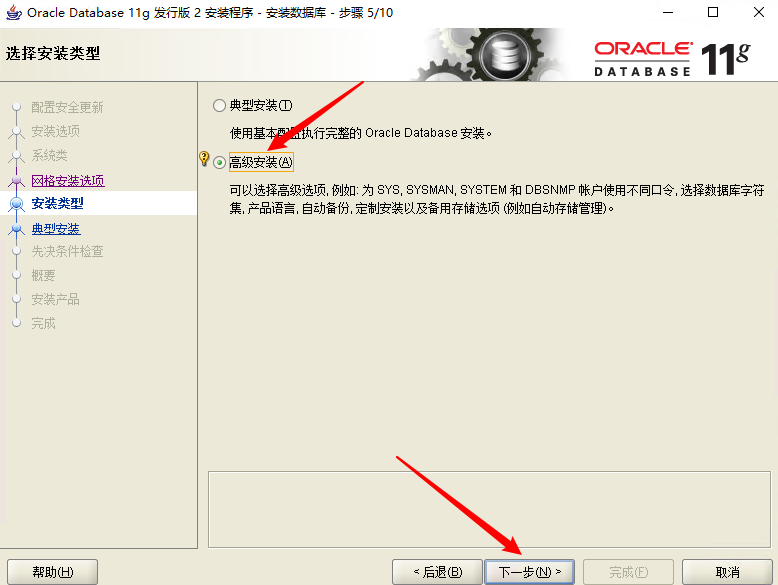 Oracle Database 11g 发行版 2 安装程序 - 安装数据库 - 步骤 5/10
选择安装类型
ORACLE
DATABASE
11g
配置安全更新
安装选项
系统类
网格安装选项
安装类型
典型安装
先决条件检查
概要
安装产品
完成
典型安装(T)
使用基本配置执行完整的 Oracle Database 安装。
高级安装(A)
可以选择高级选项, 例如: 为 SYS, SYSMAN, SYSTEM 和 DBSNMP 帐户使用不同口令, 选择数据库字符
集, 产品语言, 自动备份, 定制安装以及备用存储选项 (例如自动存储管理)。
帮助(H)
< 后退(B)
下一步(N) >
完成(F)
取消